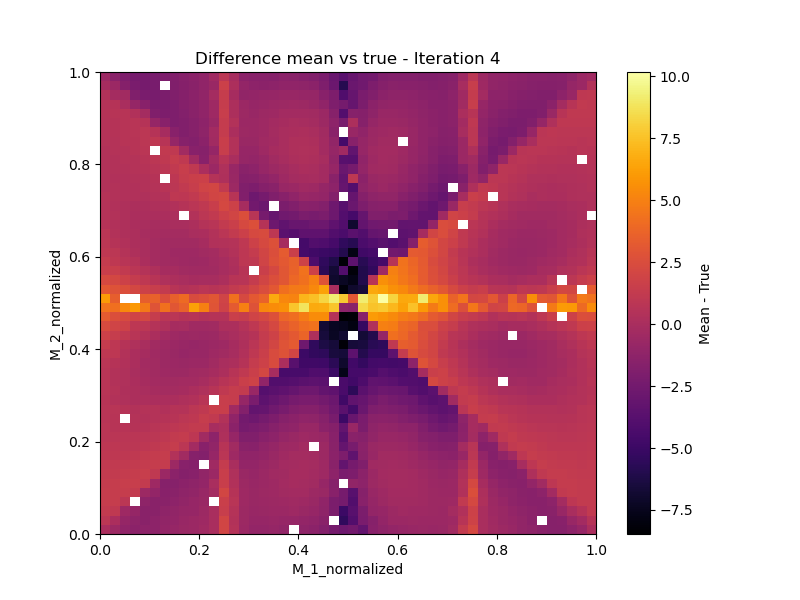 Difference mean vs true - Iteration 4
M_2_normalized
1.0
0.8
0.6
0.4
0.2
0.0
0.0 0.2 0.4 0.6 0.8 1.0
M_1_normalized
10.0
7.5
5.0
2.5
0.0
−2.5
−5.0
−7.5
Mean - True